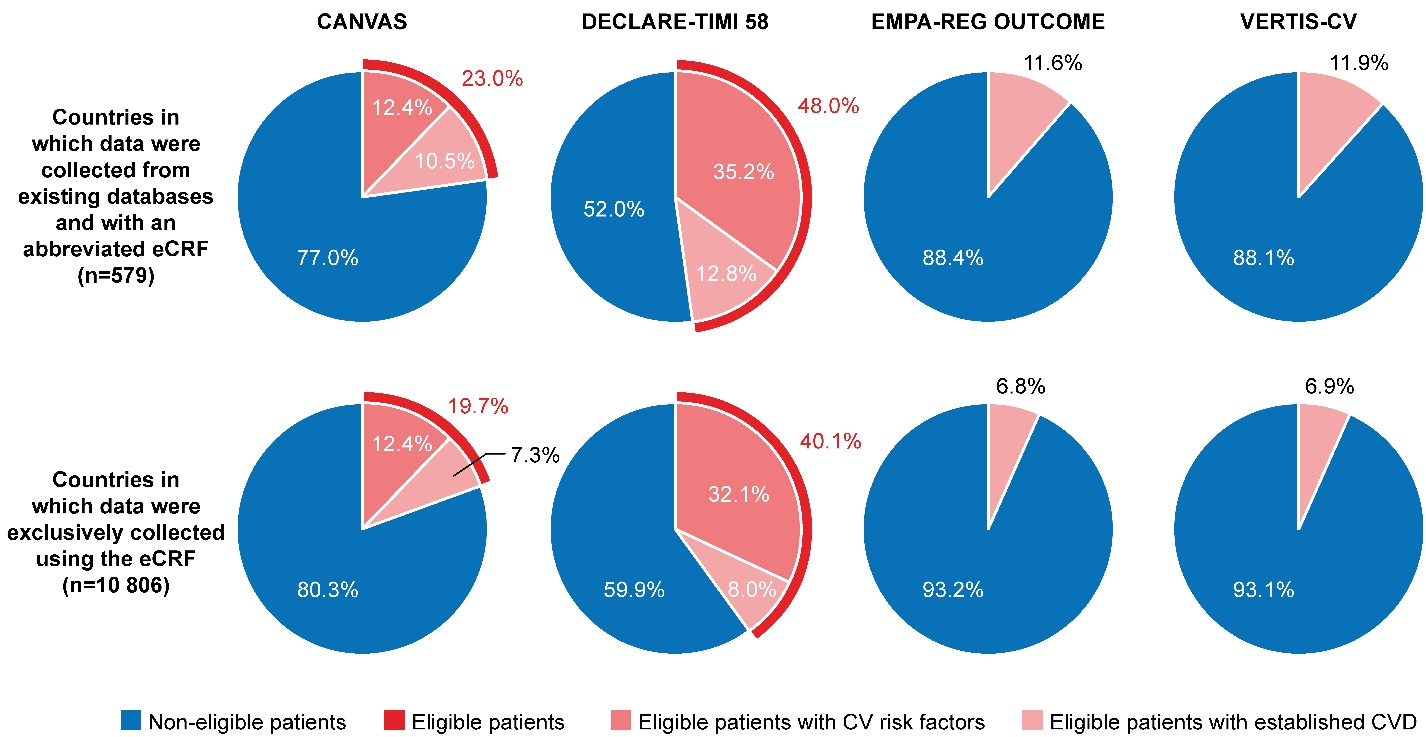 CANVAS
DECLARE-TIMI 58
EMPA-REG OUTCOME
VERTIS-CV
Countries in
which data were
collected from
existing databases
and with an
abbreviated eCRF
(n=579)
23.0%
12.4%
10.5%
77.0%
48.0%
35.2%
52.0%
12.8%
11.6%
88.4%
11.9%
88.1%
Countries in
which data were
exclusively collected
using the eCRF
(n=10 806)
19.7%
12.4%
7.3%
80.3%
40.1%
32.1%
59.9%
8.0%
6.8%
93.2%
6.9%
93.1%
Non-eligible patients
Eligible patients
Eligible patients with CV risk factors
Eligible patients with established CVD